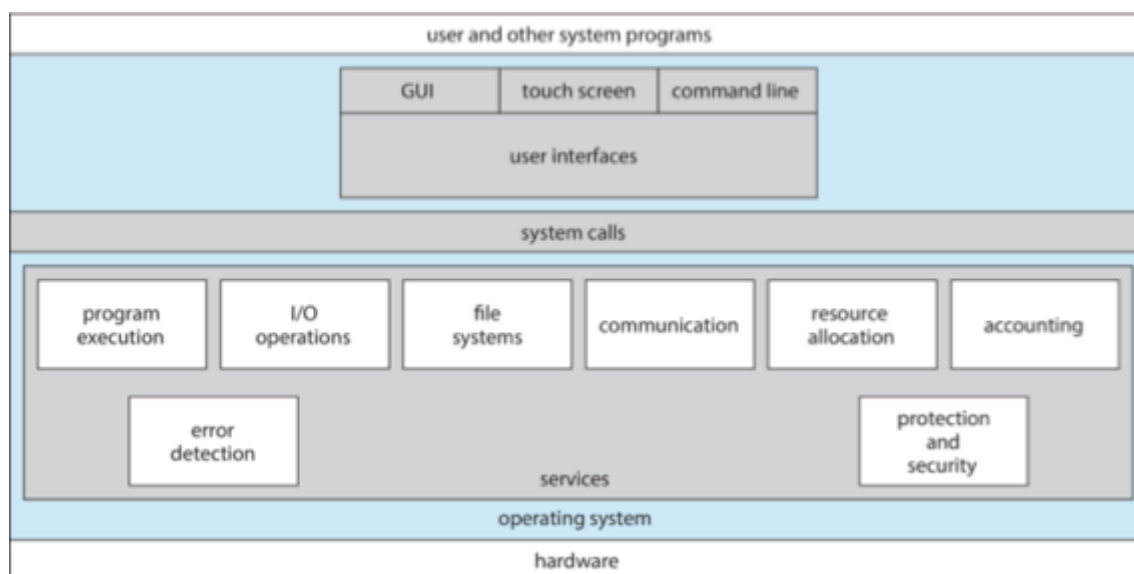 user and other system programs
GUI touch screen command line
user interfaces
system calls
program
execution
I/O
operations
file
systems
communication
resource
allocation
accounting
error
detection
protection
and
security
services
operating system
hardware